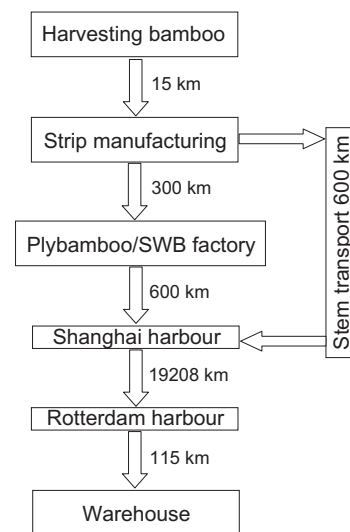 Harvesting bamboo
15 km
Strip manufacturing
300 km
Plybamboo/SWB factory
600 km
Shanghai harbour
19208 km
Rotterdam harbour
115 km
Warehouse
Stem transport 600 km